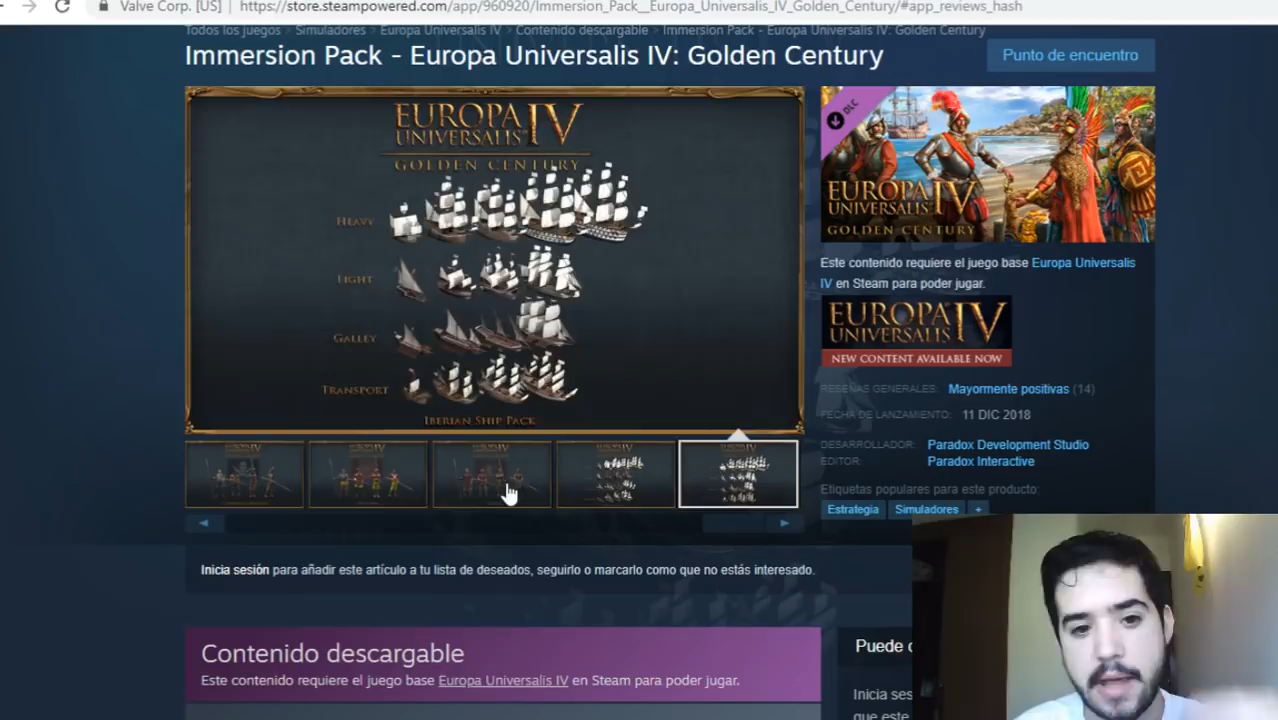 Valve Corp. [US] | https://store.steampowered.com/app/960920/Immersion_Pack__Europa_Universalis_IV_Golden_Century/#app_reviews_hash
Todos los juegos > Simuladores > Europa Universalis IV > Contenido descargable > Immersion Pack - Europa Universalis IV: Golden Century
Immersion Pack - Europa Universalis IV: Golden Century
Punto de encuentro
EUROPA
UNIVERSALIS IV
GOLDEN CENTURY
HEAVY
LIGHT
GALLEY
TRANSPORT
IBERIAN SHIP PACK
DLC
EUROPA
UNIVERSALIS IV
GOLDEN CENTURY
Este contenido requiere el juego base Europa Universalis
IV en Steam para poder jugar.
EUROPA
UNIVERSALIS IV
NEW CONTENT AVAILABLE NOW
RESEÑAS GENERALES: Mayormente positivas (14)
FECHA DE LANZAMIENTO: 11 DIC 2018
DESARROLLADOR: Paradox Development Studio
EDITOR: Paradox Interactive
Etiquetas populares para este producto:
Estrategia Simuladores +
Inicia sesión para añadir este artículo a tu lista de deseados, seguirlo o marcarlo como que no estás interesado.
Contenido descargable
Este contenido requiere el juego base Europa Universalis IV en Steam para poder jugar.
Puede
Inicia ses
que este